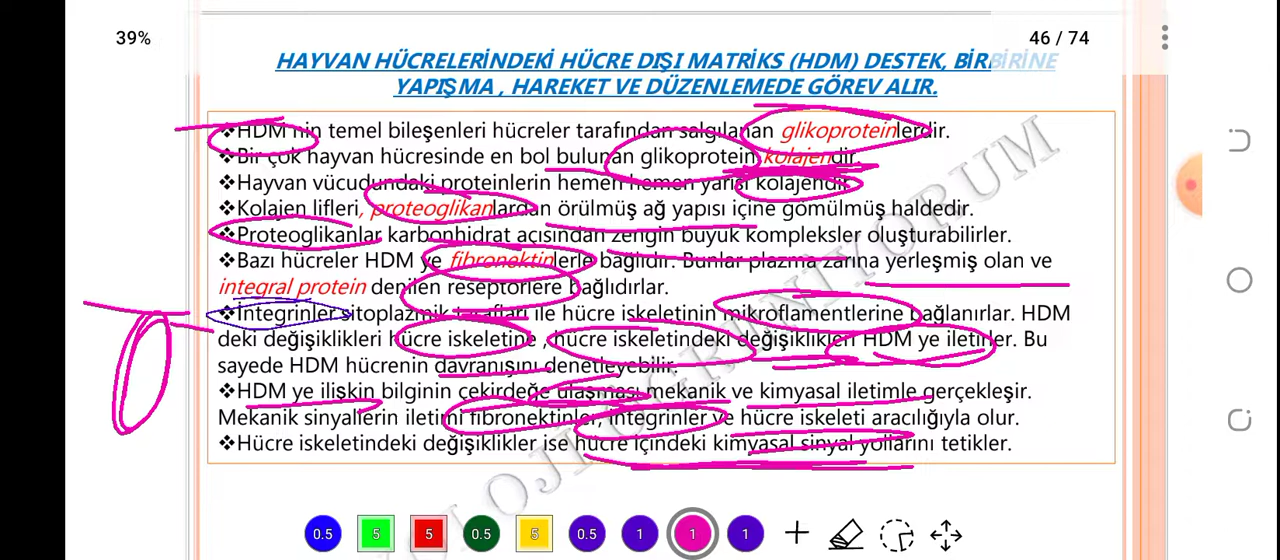 39%
46 / 74
HAYVAN HÜCRELERİNDEKİ HÜCRE DIŞI MATRİKS (HDM) DESTEK, BİRBİRİNE
YAPIŞMA , HAREKET VE DÜZENLEMEDE GÖREV ALIR.
❖HDM'nin temel bileşenleri hücreler tarafından salgılanan glikoproteinlerdir.
❖Bir çok hayvan hücresinde en bol bulunan glikoprotein kolajendir.
❖Hayvan vücudundaki proteinlerin hemen hemen yarısı kolajendir
❖Kolajen lifleri, proteoglikanlardan örülmüş ağ yapısı içine gömülmüş haldedir.
❖Proteoglikanlar karbonhidrat açısından zengin büyük kompleksler oluşturabilirler.
❖Bazı hücreler HDM ye fibronektinlerle bağlıdır. Bunlar plazma zarına yerleşmiş olan ve
integral protein denilen reseptörlere bağlıdırlar.
❖İntegrinler sitoplazmik tarafları ile hücre iskeletinin mikroflamentlerine bağlanırlar. HDM
deki değişiklikleri hücre iskeletine , hücre iskeletindeki değişiklikleri HDM ye iletirler. Bu
sayede HDM hücrenin davranışını denetleyebilir.
❖HDM ye ilişkin bilginin çekirdeğe ulaşması mekanik ve kimyasal iletimle gerçekleşir.
Mekanik sinyallerin iletimi fibronektinler, integrinler ve hücre iskeleti aracılığıyla olur.
❖Hücre iskeletindeki değişiklikler ise hücre içindeki kimyasal sinyal yollarını tetikler.
0.5 5 5 0.5 5 0.5 1 1 1